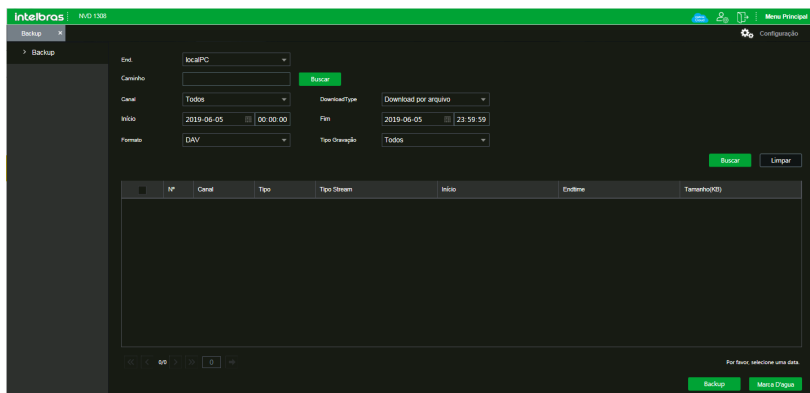 intelbras NVD 1308 Menu Principal
Backup × Configuração
> Backup
End. localPC
Caminho Buscar
Canal Todos DownloadType Download por arquivo
Início 2019-06-05 00:00:00 Fim 2019-06-05 23:59:59
Formato DAV Tipo Gravação Todos
Buscar Limpar
Nº Canal Tipo Tipo Stream Início Endtime Tamanho(KB)
0/0 0
Por favor, selecione uma data.
Backup Marca D'agua